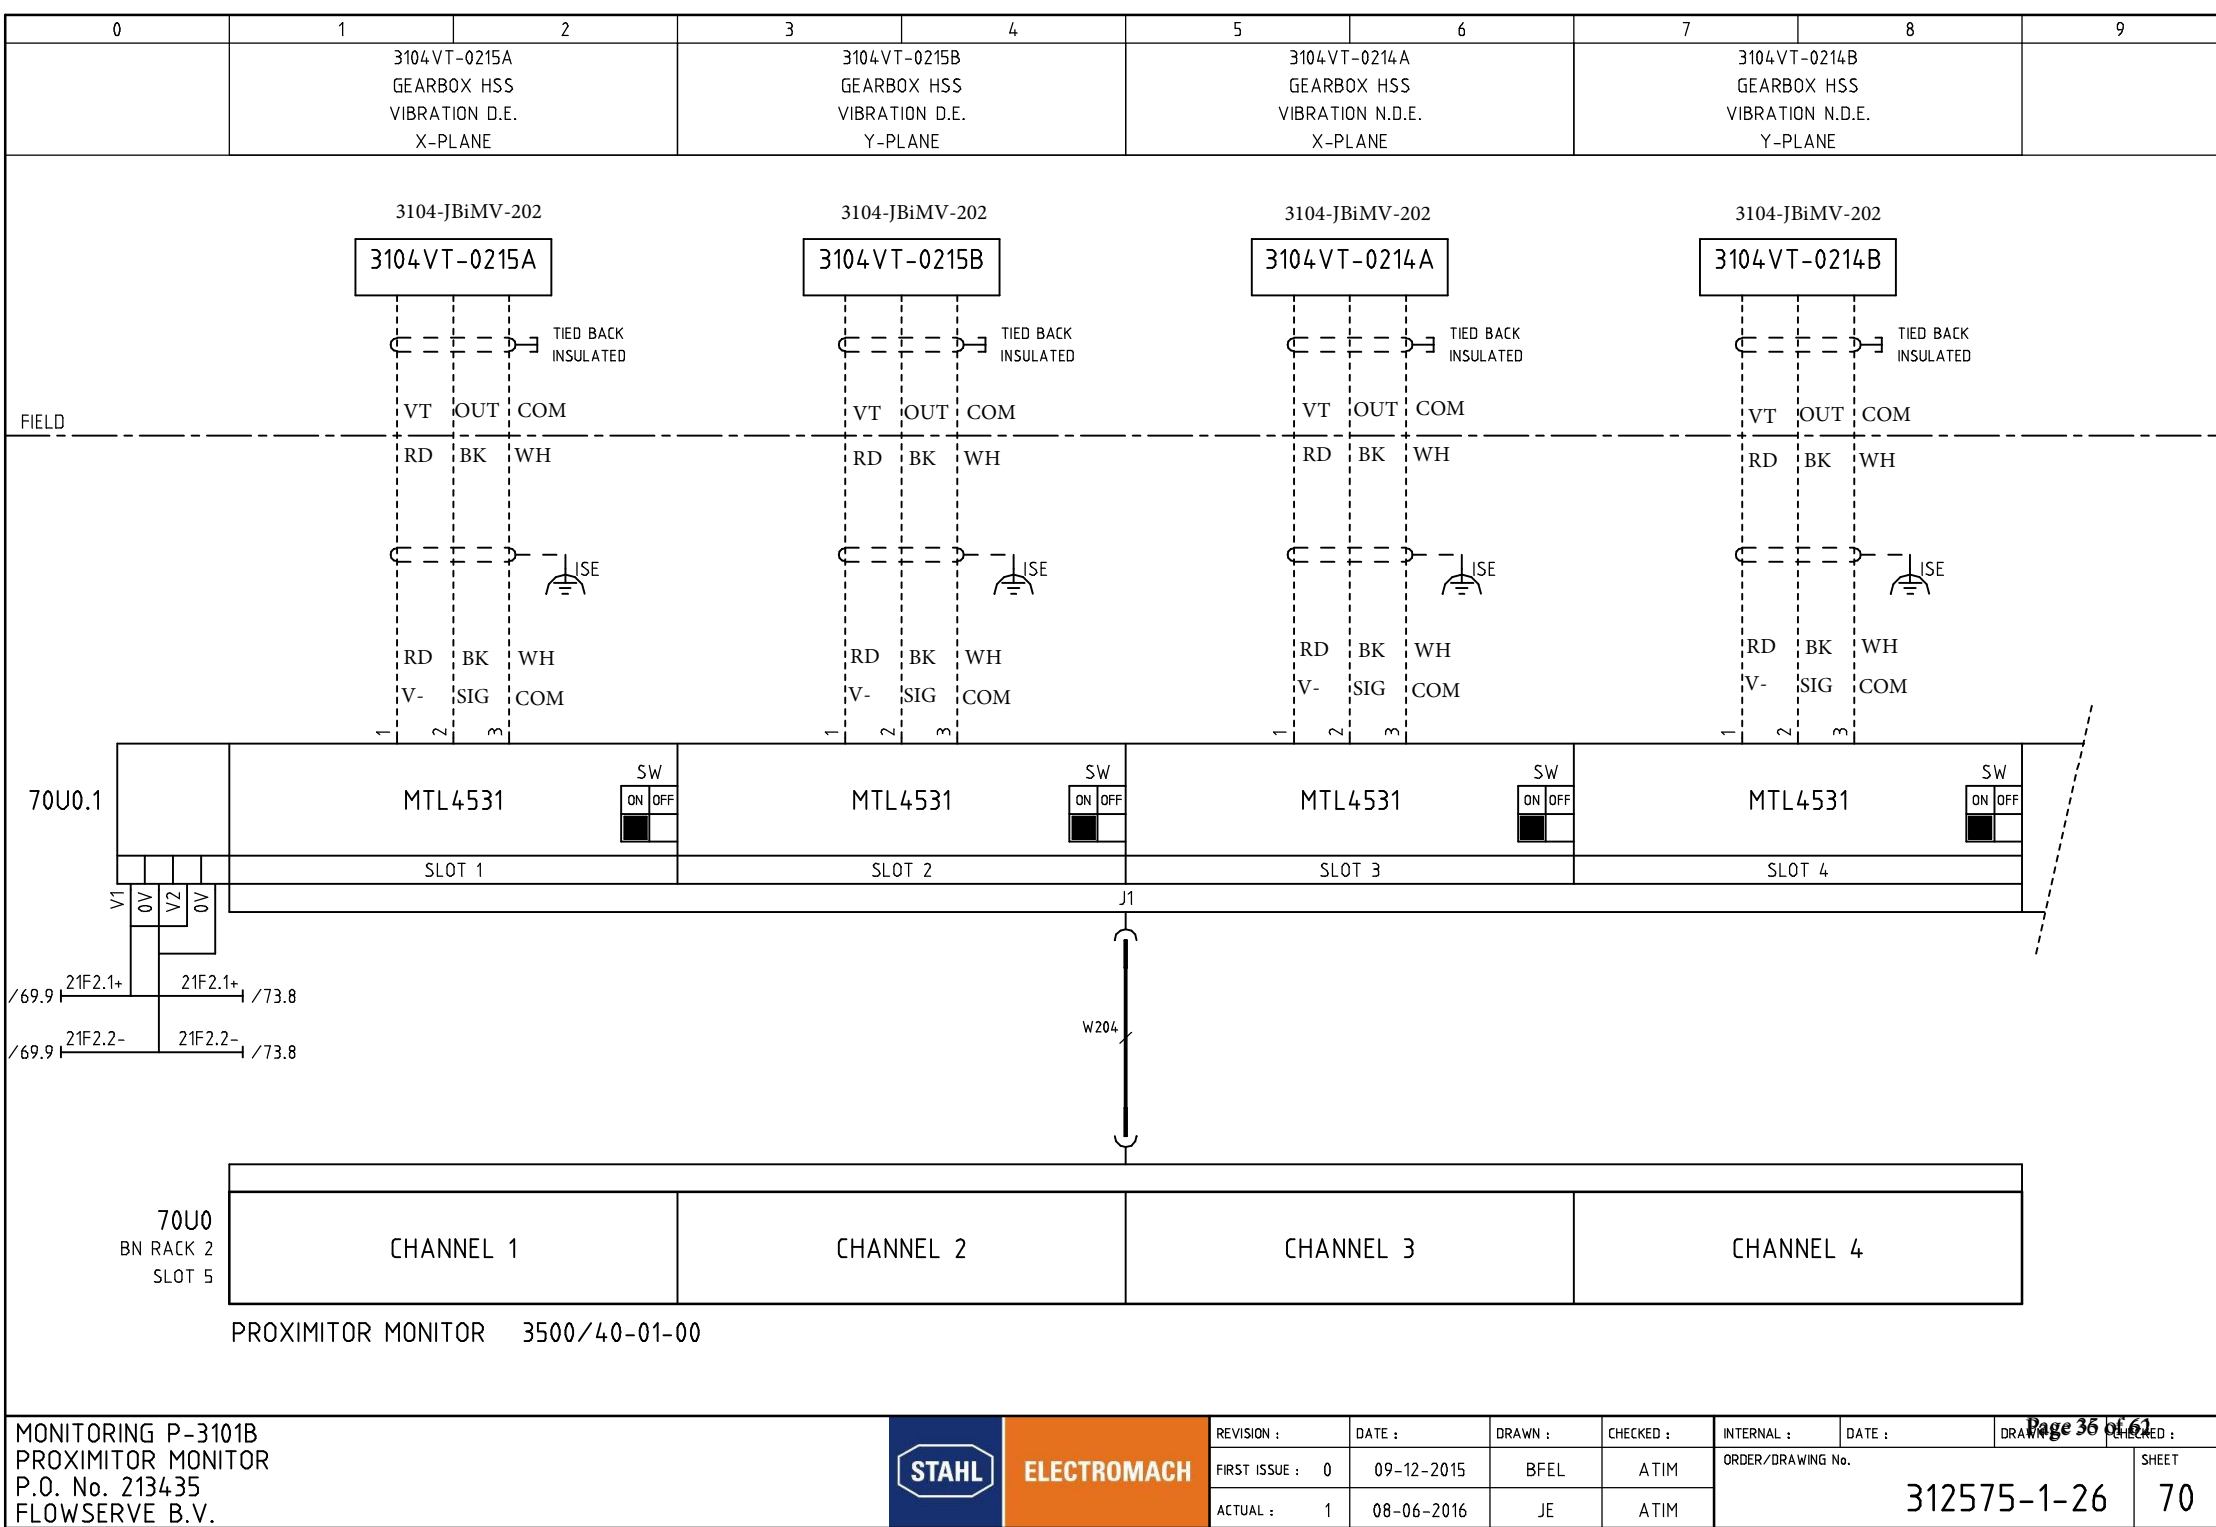 0 1 2 3 4 5 6 7 8 9
3104VT-0215A
GEARBOX HSS
VIBRATION D.E.
X-PLANE
3104VT-0215B
GEARBOX HSS
VIBRATION D.E.
Y-PLANE
3104VT-0214A
GEARBOX HSS
VIBRATION N.D.E.
X-PLANE
3104VT-0214B
GEARBOX HSS
VIBRATION N.D.E.
Y-PLANE
3104-JBiMV-202 3104-JBiMV-202 3104-JBiMV-202 3104-JBiMV-202
3104VT-0215A 3104VT-0215B 3104VT-0214A 3104VT-0214B
TIED BACK
INSULATED
TIED BACK
INSULATED
TIED BACK
INSULATED
TIED BACK
INSULATED
VT OUT COM VT OUT COM VT OUT COM VT OUT COM
FIELD
RD BK WH RD BK WH RD BK WH RD BK WH
ISE ISE ISE ISE
RD BK WH RD BK WH RD BK WH RD BK WH
V- SIG COM V- SIG COM V- SIG COM V- SIG COM
1 2 3 1 2 3 1 2 3 1 2 3
70U0.1
MTL4531 SW ON OFF
MTL4531 SW ON OFF
MTL4531 SW ON OFF
MTL4531 SW ON OFF
SLOT 1 SLOT 2 SLOT 3 SLOT 4
V1 0V V2 0V
J1
/69.9 21F2.1+ 21F2.1+ /73.8
/69.9 21F2.2- 21F2.2- /73.8
W204
70U0
BN RACK 2
SLOT 5
CHANNEL 1 CHANNEL 2 CHANNEL 3 CHANNEL 4
PROXIMITOR MONITOR 3500/40-01-00
MONITORING P-3101B
PROXIMITOR MONITOR
P.O. No. 213435
FLOWSERVE B.V.
STAHL ELECTROMACH
REVISION : DATE : DRAWN : CHECKED :
FIRST ISSUE : 0 09-12-2015 BFEL ATIM
ACTUAL : 1 08-06-2016 JE ATIM
INTERNAL : DATE : DRAWN : CHECKED :
ORDER/DRAWING No.
312575-1-26
SHEET
70